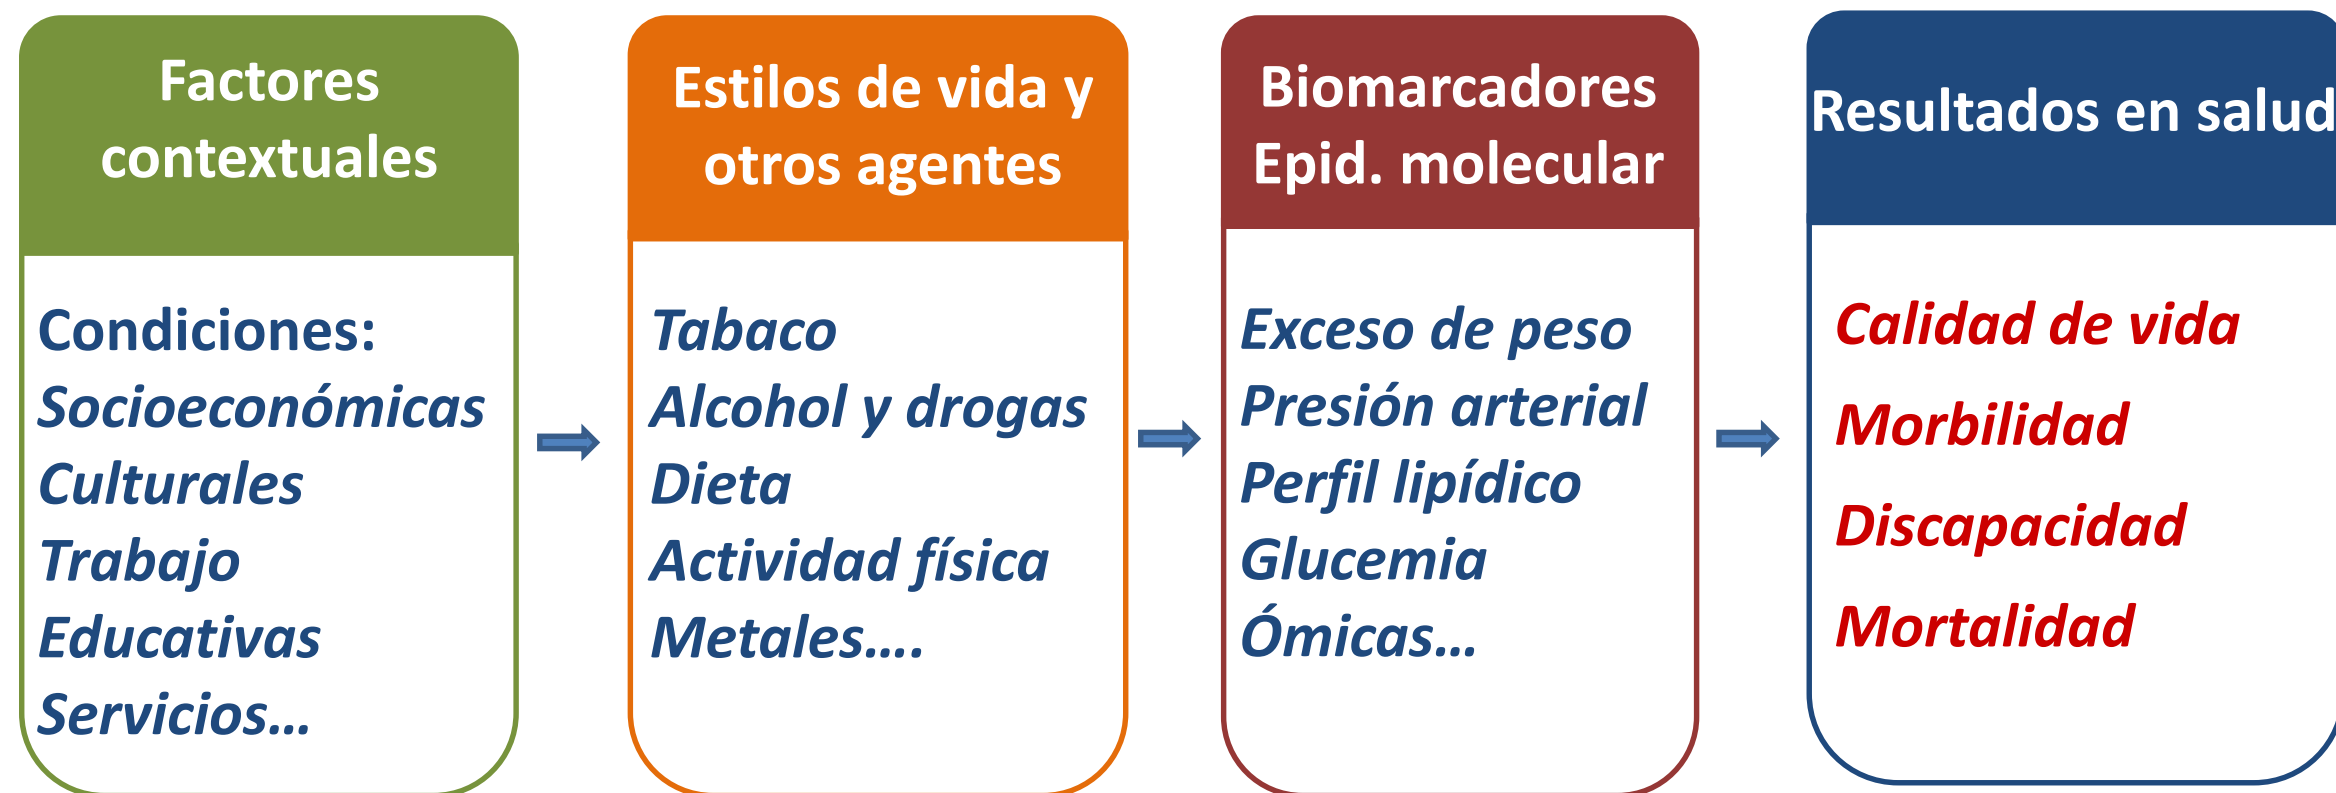 Factores
contextuales
Condiciones:
Socioeconómicas
Culturales
Trabajo
Educativas
Servicios...
Estilos de vida y
otros agentes
Tabaco
Alcohol y drogas
Dieta
Actividad física
Metales....
Biomarcadores
Epid. molecular
Exceso de peso
Presión arterial
Perfil lipídico
Glucemia
Ómicas...
Resultados en salud
Calidad de vida
Morbilidad
Discapacidad
Mortalidad